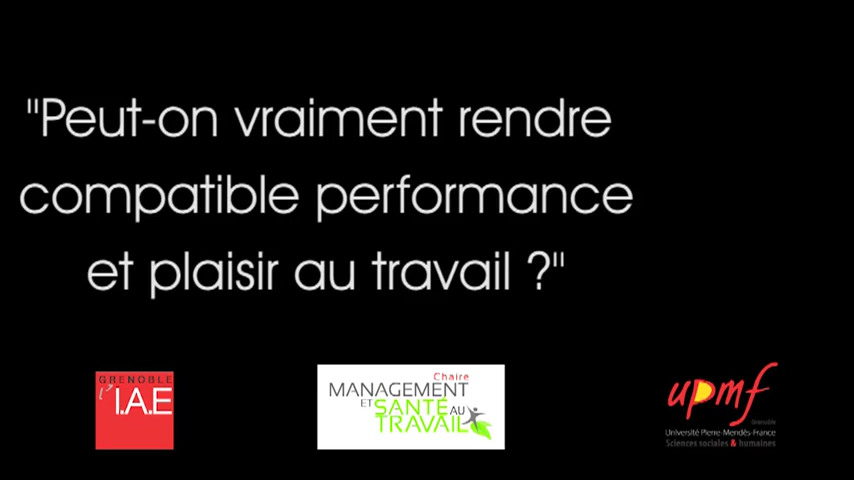 "Peut-on vraiment rendre
compatible performance
et plaisir au travail ?"
GRENOBLE
l'I.A.E
Chaire
MANAGEMENT
ET SANTÉ AU
TRAVAIL
upmf
Grenoble
Université Pierre-Mendès-France
Sciences sociales & humaines